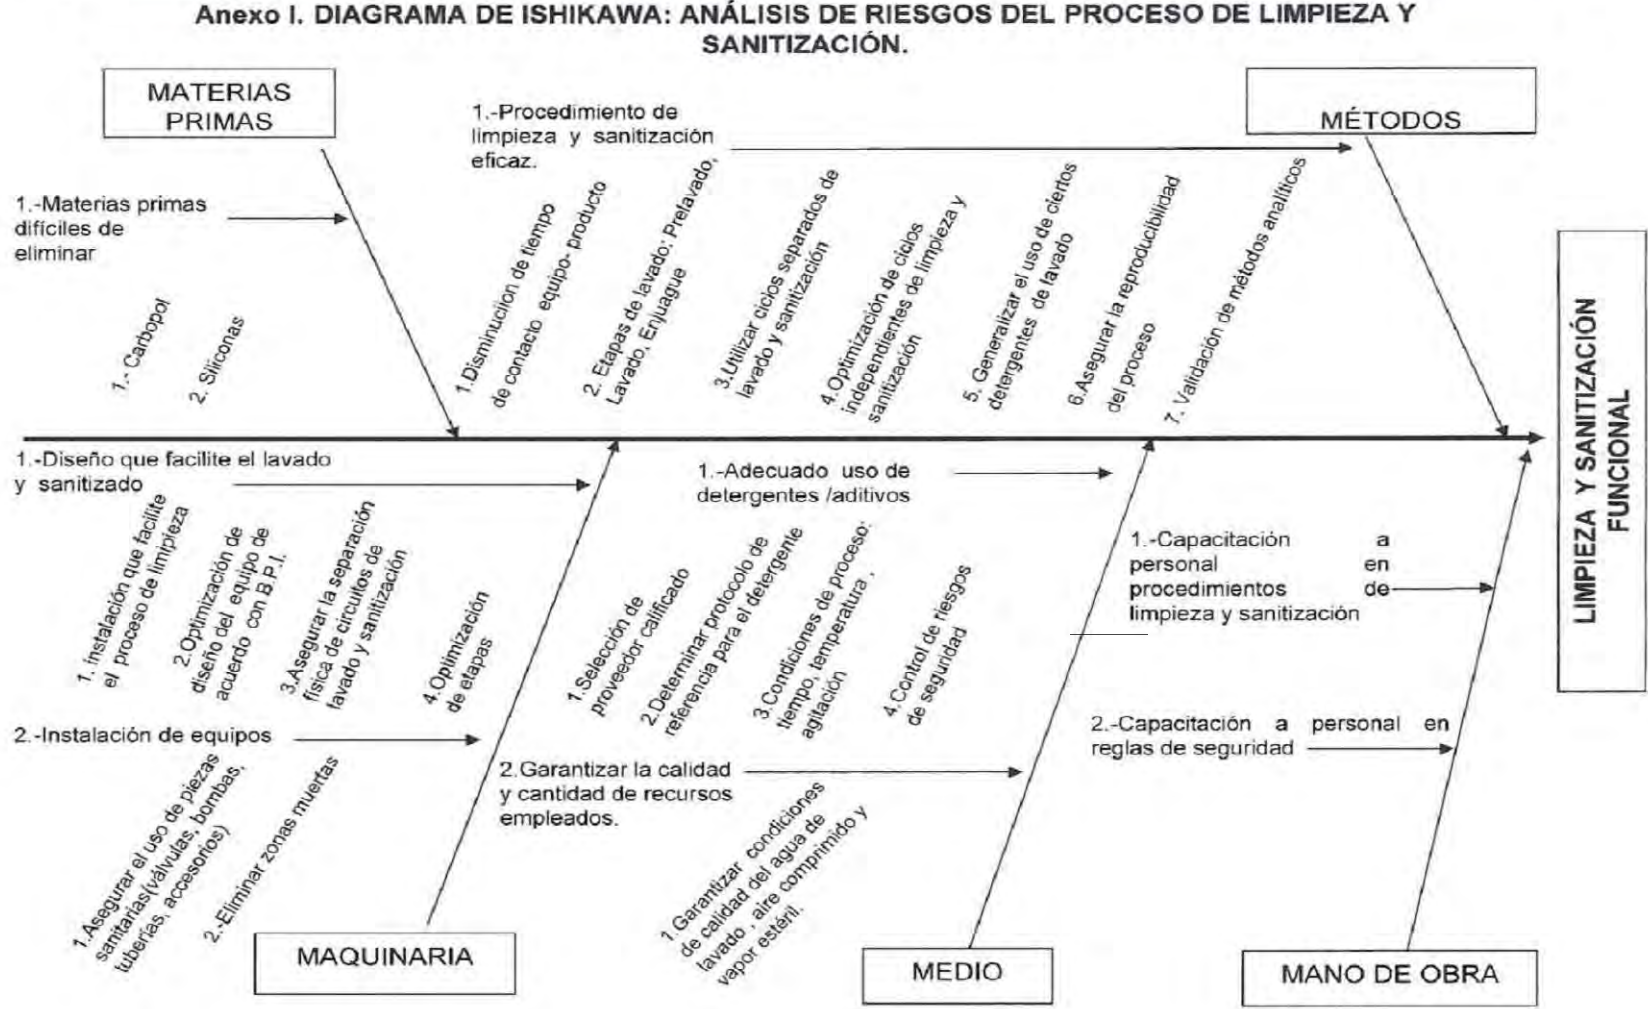 Anexo I. DIAGRAMA DE ISHIKAWA: ANÁLISIS DE RIESGOS DEL PROCESO DE LIMPIEZA Y
SANITIZACIÓN.
MATERIAS
PRIMAS
1.-Materias primas
difíciles de
eliminar
1.- Carbopol
2. Siliconas
MÉTODOS
1.-Procedimiento de
limpieza y sanitización
eficaz.
1.Disminucion de tiempo
de contacto equipo- producto
2. Etapas de lavado: Prelavado,
Lavado, Enjuague
3.Utilizar ciclos separados de
lavado y sanitización
4.Optimización de ciclos
independientes de limpieza y
sanitización
5. Generalizar el uso de ciertos
detergentes de lavado
6.Asegurar la reproducibilidad
del proceso
7. Validación de métodos analíticos
LIMPIEZA Y SANITIZACIÓN
FUNCIONAL
1.-Diseño que facilite el lavado
y sanitizado
1. instalación que facilite
el proceso de limipieza
2.Optimización de
diseño del equipo de
acuerdo con B.P.I.
3.Asegurar la separación
física de circuitos de
lavado y sanitización
4.Optimización
de etapas
2.-Instalación de equipos
1.Asegurar el uso de piezas
sanitarias(válvulas, bombas,
tuberías, accesorios)
2.-Eliminar zonas muertas
MAQUINARIA
1.-Adecuado uso de
detergentes /aditivos
1.Selección de
proveedor calificado
2.Determinar protocolo de
referencia para el detergente
3.Condiciones de proceso:
tiempo, temperatura ,
agitación
4.Control de riesgos
de seguridad
2.Garantizar la calidad
y cantidad de recursos
empleados.
1.Garantizar condiciones
de calidad del agua de
lavado , aire comprimido y
vapor estéril.
MEDIO
1.-Capacitación a
personal en
procedimientos de
limpieza y sanitización
2.-Capacitación a personal en
reglas de seguridad
MANO DE OBRA